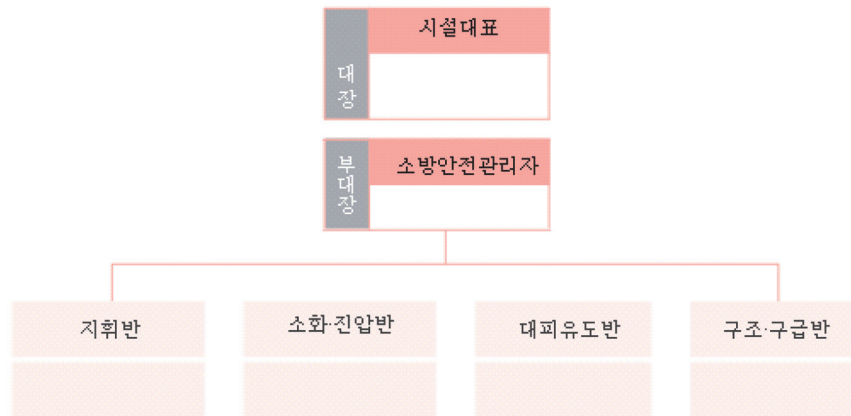 시설대표
대장
소방안전관리자
부대장
지휘반
소화·진압반
대피유도반
구조·구급반